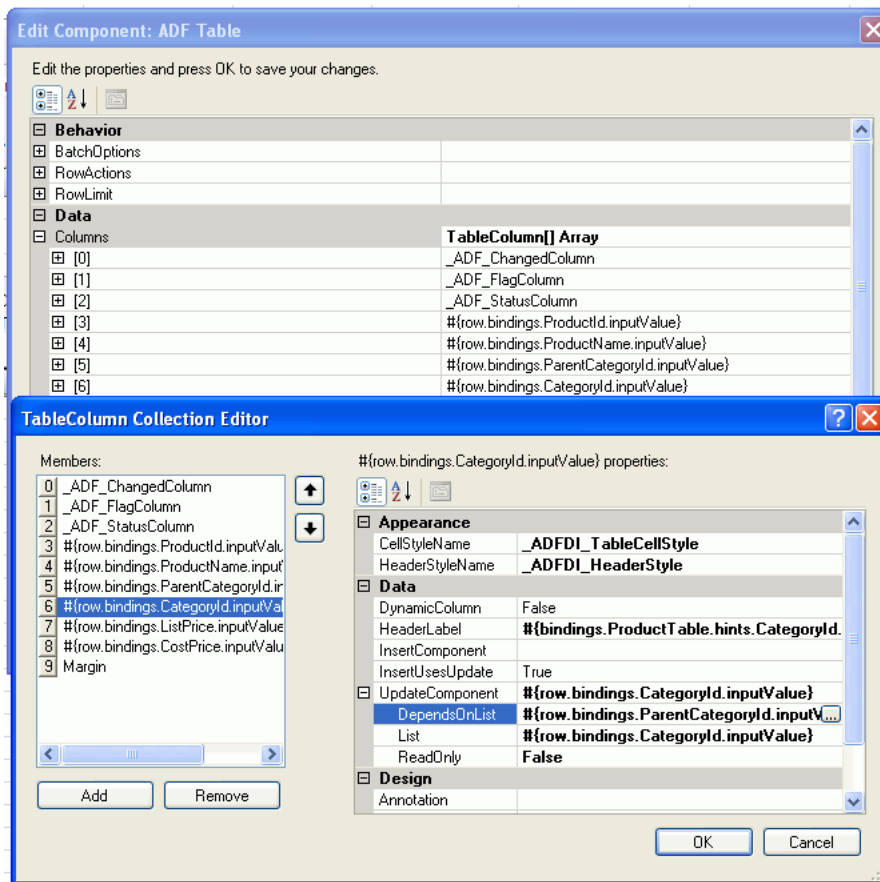 Edit Component: ADF Table
Edit the properties and press OK to save your changes.
Behavior
BatchOptions
RowActions
RowLimit
Data
Columns TableColumn[] Array
[0] _ADF_ChangedColumn
[1] _ADF_FlagColumn
[2] _ADF_StatusColumn
[3] #{row.bindings.ProductId.inputValue}
[4] #{row.bindings.ProductName.inputValue}
[5] #{row.bindings.ParentCategoryId.inputValue}
[6] #{row.bindings.CategoryId.inputValue}
TableColumn Collection Editor
Members:
0 _ADF_ChangedColumn
1 _ADF_FlagColumn
2 _ADF_StatusColumn
3 #{row.bindings.ProductId.inputValu
4 #{row.bindings.ProductName.input
5 #{row.bindings.ParentCategoryId.ir
6 #{row.bindings.CategoryId.inputVal
7 #{row.bindings.ListPrice.inputValue
8 #{row.bindings.CostPrice.inputValu
9 Margin
Add Remove
#{row.bindings.CategoryId.inputValue} properties:
Appearance
CellStyleName _ADFDI_TableCellStyle
HeaderStyleName _ADFDI_HeaderStyle
Data
DynamicColumn False
HeaderLabel #{bindings.ProductTable.hints.CategoryId.
InsertComponent
InsertUsesUpdate True
UpdateComponent #{row.bindings.CategoryId.inputValue}
DependsOnList #{row.bindings.ParentCategoryId.inputV ...
List #{row.bindings.CategoryId.inputValue}
ReadOnly False
Design
Annotation
OK Cancel